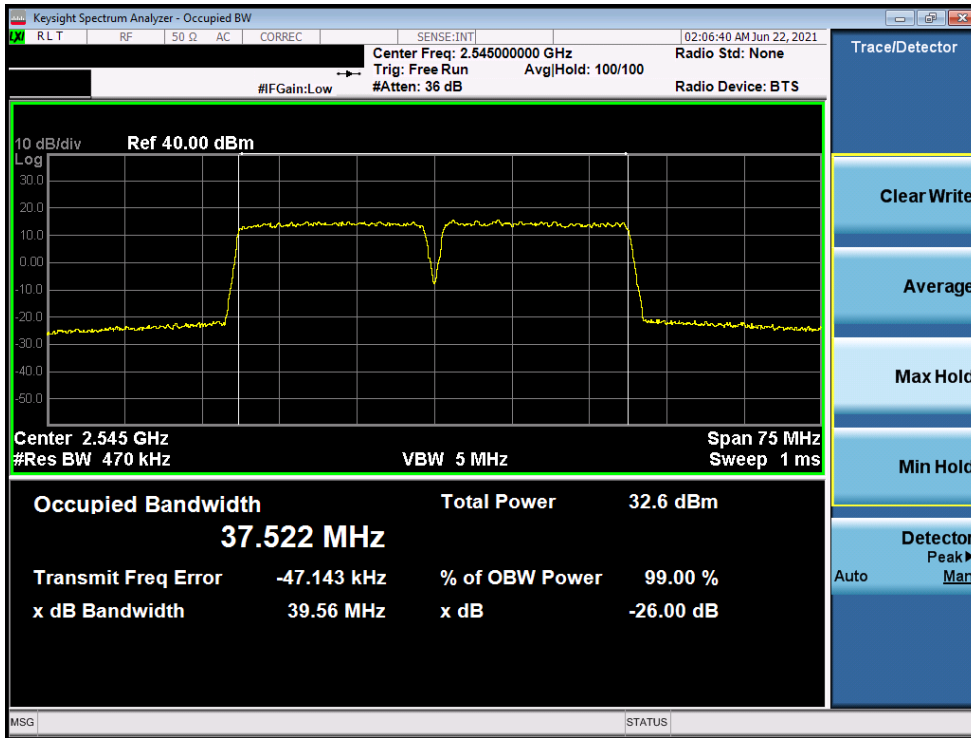 Keysight Spectrum Analyzer - Occupied BW
LXI RLT RF 50 Ω AC CORREC SENSE:INT 02:06:40 AM Jun 22, 2021
Center Freq: 2.545000000 GHz Radio Std: None
Trig: Free Run Avg|Hold: 100/100
#IFGain:Low #Atten: 36 dB Radio Device: BTS
Trace/Detector
10 dB/div Ref 40.00 dBm
Log
30.0
20.0
10.0
0.00
-10.0
-20.0
-30.0
-40.0
-50.0
Center 2.545 GHz Span 75 MHz
#Res BW 470 kHz VBW 5 MHz Sweep 1 ms
Occupied Bandwidth Total Power 32.6 dBm
37.522 MHz
Transmit Freq Error -47.143 kHz % of OBW Power 99.00 %
x dB Bandwidth 39.56 MHz x dB -26.00 dB
Clear Write
Average
Max Hold
Min Hold
Detector
Peak
Auto Man
MSG STATUS